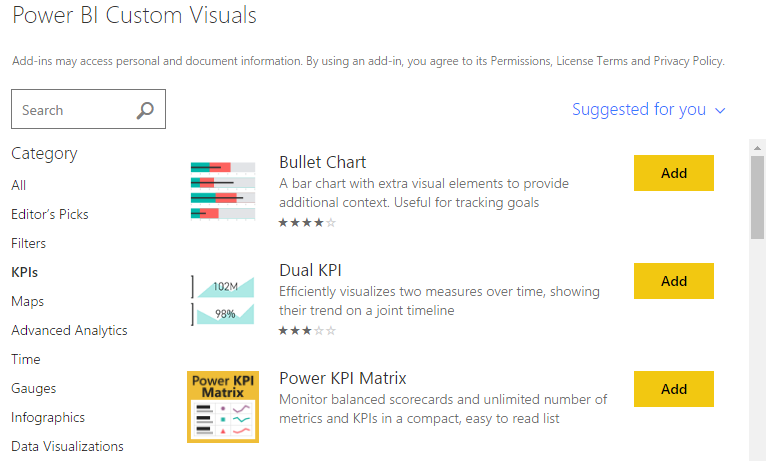 Power BI Custom Visuals
Add-ins may access personal and document information. By using an add-in, you agree to its Permissions, License Terms and Privacy Policy.
Search
Suggested for you
Category
All
Editor's Picks
Filters
KPIs
Maps
Advanced Analytics
Time
Gauges
Infographics
Data Visualizations
Bullet Chart
A bar chart with extra visual elements to provide
additional context. Useful for tracking goals
Add
102M
98%
Dual KPI
Efficiently visualizes two measures over time, showing
their trend on a joint timeline
Add
Power KPI
Matrix
Power KPI Matrix
Monitor balanced scorecards and unlimited number of
metrics and KPIs in a compact, easy to read list
Add